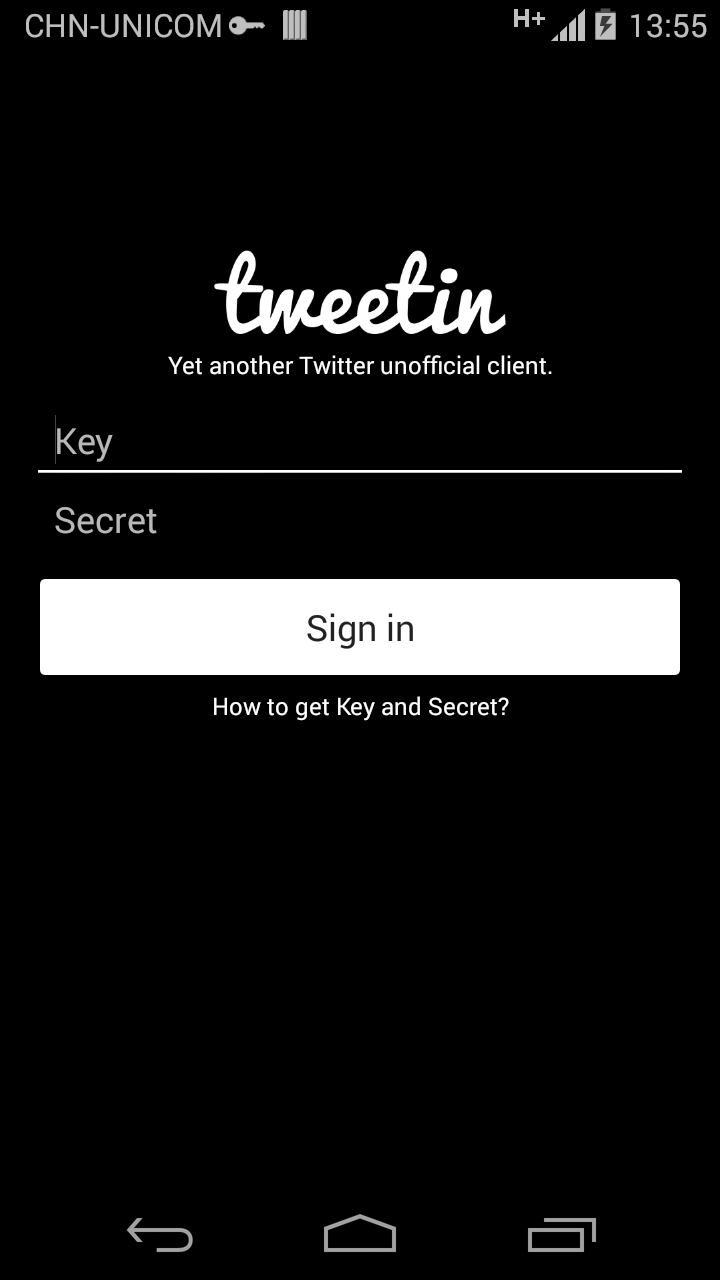 CHN-UNICOM H+ 13:55
tweetin
Yet another Twitter unofficial client.
Key
Secret
Sign in
How to get Key and Secret?